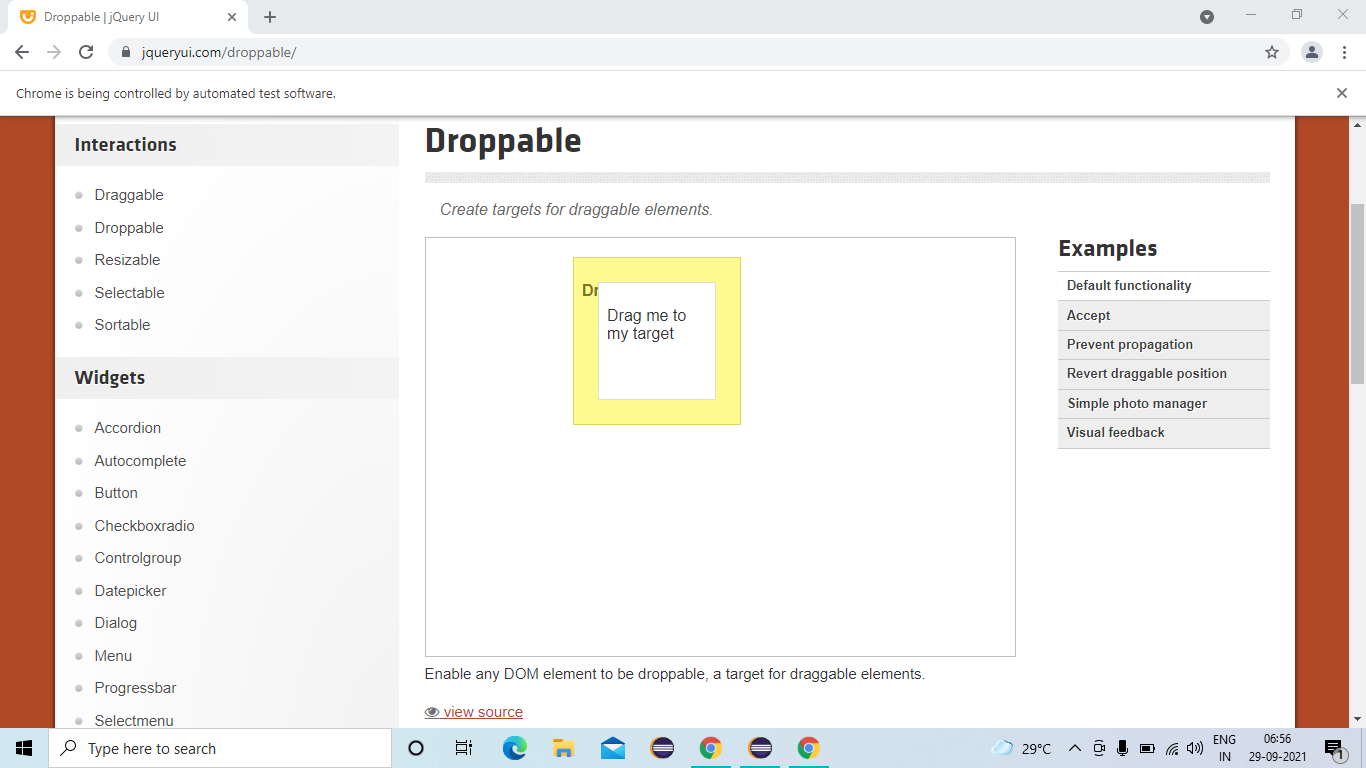 Droppable | jQuery UI
jqueryui.com/droppable/
Chrome is being controlled by automated test software.
Interactions
Draggable
Droppable
Resizable
Selectable
Sortable
Widgets
Accordion
Autocomplete
Button
Checkboxradio
Controlgroup
Datepicker
Dialog
Menu
Progressbar
Selectmenu
Droppable
Create targets for draggable elements.
Dr
Drag me to
my target
Enable any DOM element to be droppable, a target for draggable elements.
view source
Examples
Default functionality
Accept
Prevent propagation
Revert draggable position
Simple photo manager
Visual feedback
Type here to search
29°C
ENG
IN
06:56
29-09-2021
1